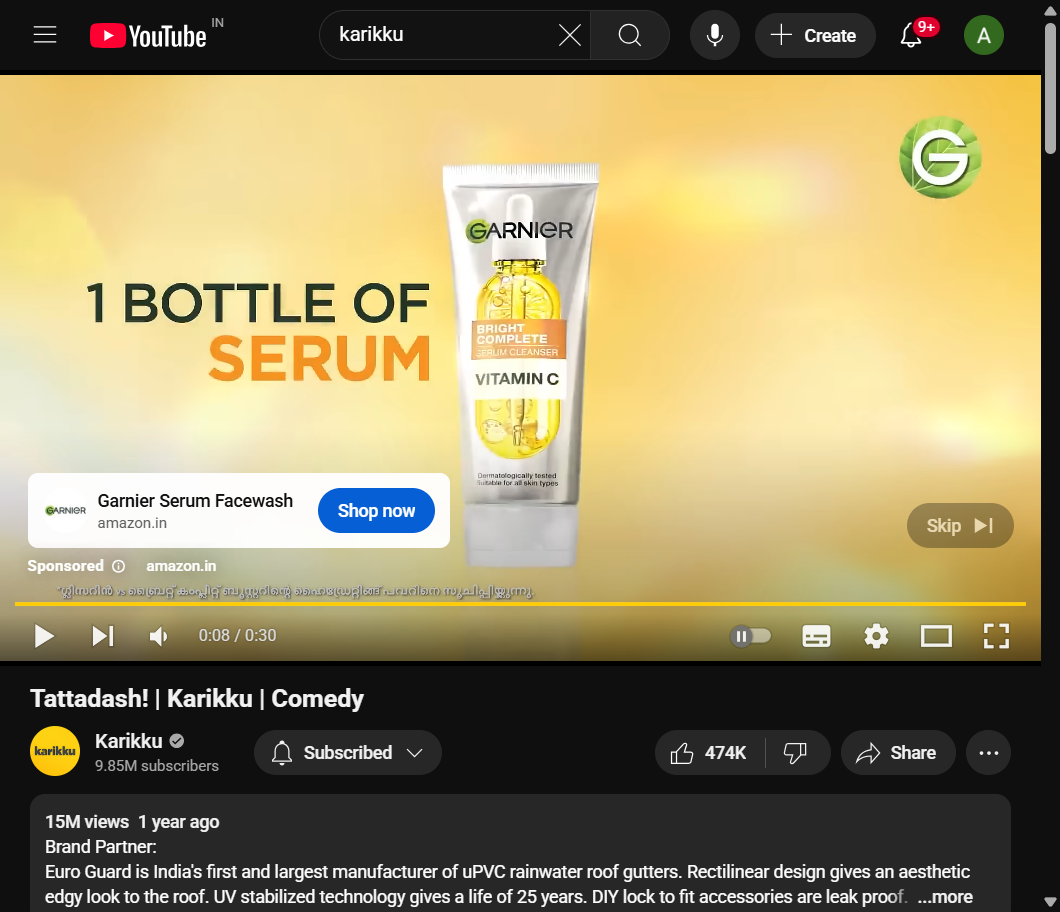 YouTube IN
karikku
Create
9+
A
G
GARNIER
1 BOTTLE OF
SERUM
BRIGHT
COMPLETE
SERUM CLEANSER
VITAMIN C
Dermatologically tested
Suitable for all skin types
GARNIER
Garnier Serum Facewash
amazon.in
Shop now
Skip
Sponsored
amazon.in
*ഗ്ലിസറിൻ vs ബ്രൈറ്റ് കംപ്ലീറ്റ് ബൂസ്റ്ററിന്റെ ഹൈഡ്രേറ്റിങ്ങ് പവറിനെ സൂചിപ്പിയ്ക്കുന്നു.
0:08 / 0:30
Tattadash! | Karikku | Comedy
karikku
Karikku
9.85M subscribers
Subscribed
474K
Share
15M views 1 year ago
Brand Partner:
Euro Guard is India's first and largest manufacturer of uPVC rainwater roof gutters. Rectilinear design gives an aesthetic
edgy look to the roof. UV stabilized technology gives a life of 25 years. DIY lock to fit accessories are leak proof. ...more